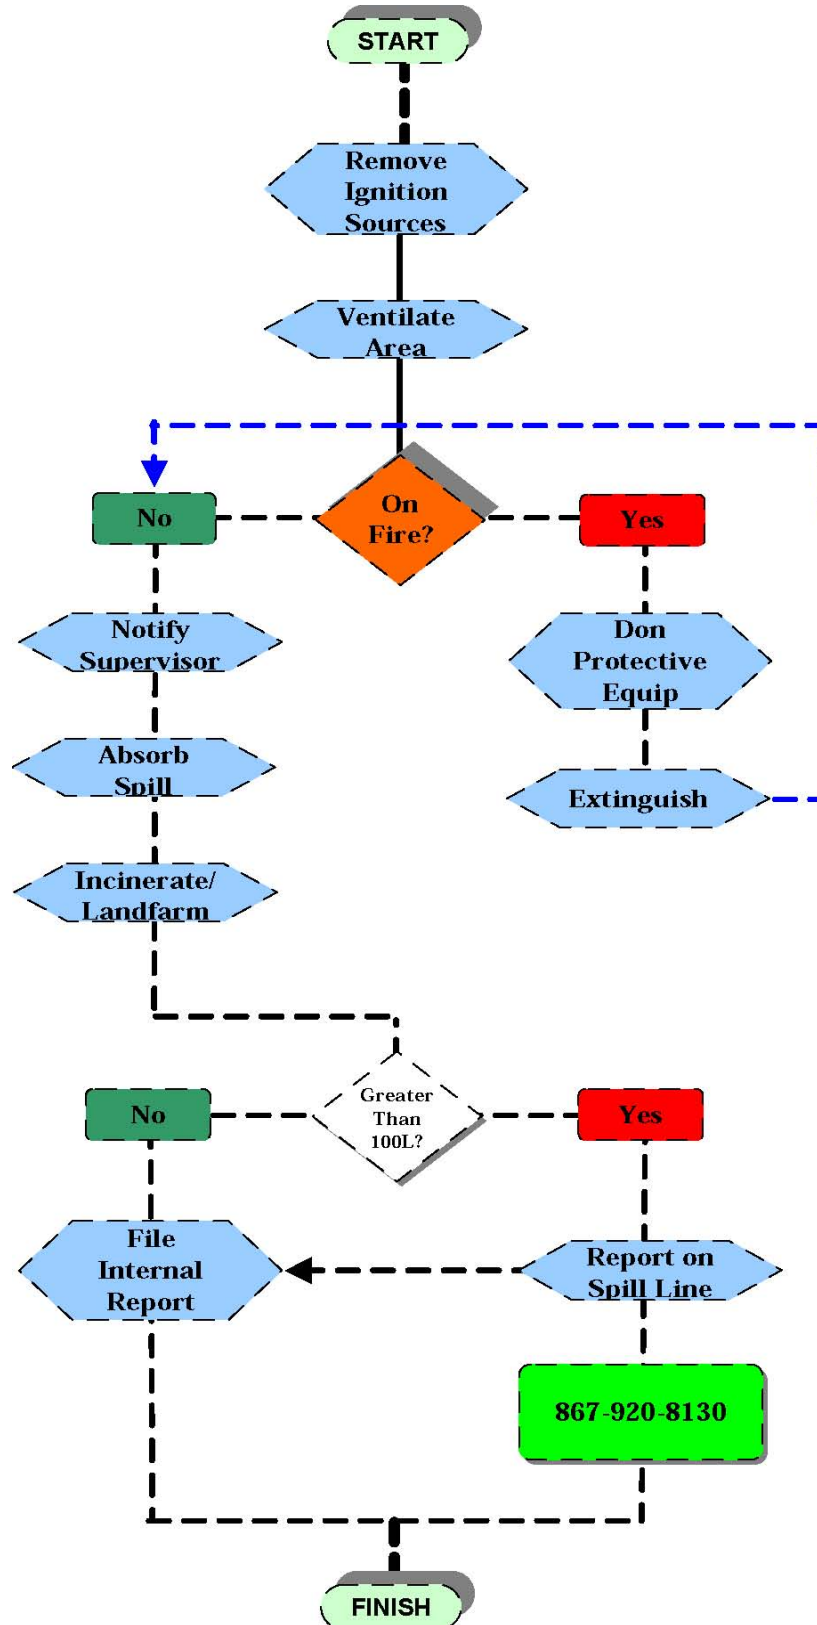 START
Remove
Ignition
Sources
Ventilate
Area
On
Fire?
No
Yes
Notify
Supervisor
Don
Protective
Equip
Absorb
Spill
Extinguish
Incinerate/
Landfarm
Greater
Than
100L?
No
Yes
File
Internal
Report
Report on
Spill Line
867-920-8130
FINISH